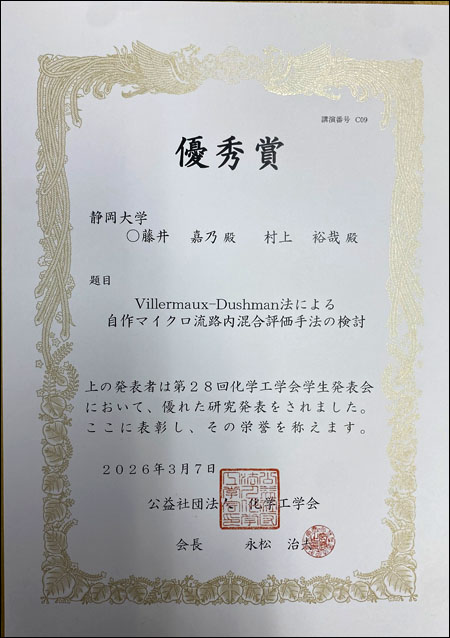 講演番号 C09
優秀賞
静岡大学
○藤井 嘉乃 殿 村上 裕哉 殿
題目
Villermaux-Dushman法による
自作マイクロ流路内混合評価手法の検討
上の発表者は第28回化学工学会学生発表会
において、優れた研究発表をされました。
ここに表彰し、その栄誉を称えます。
2026年3月7日
公益社団法人 化学工学会
会長 永松 治夫